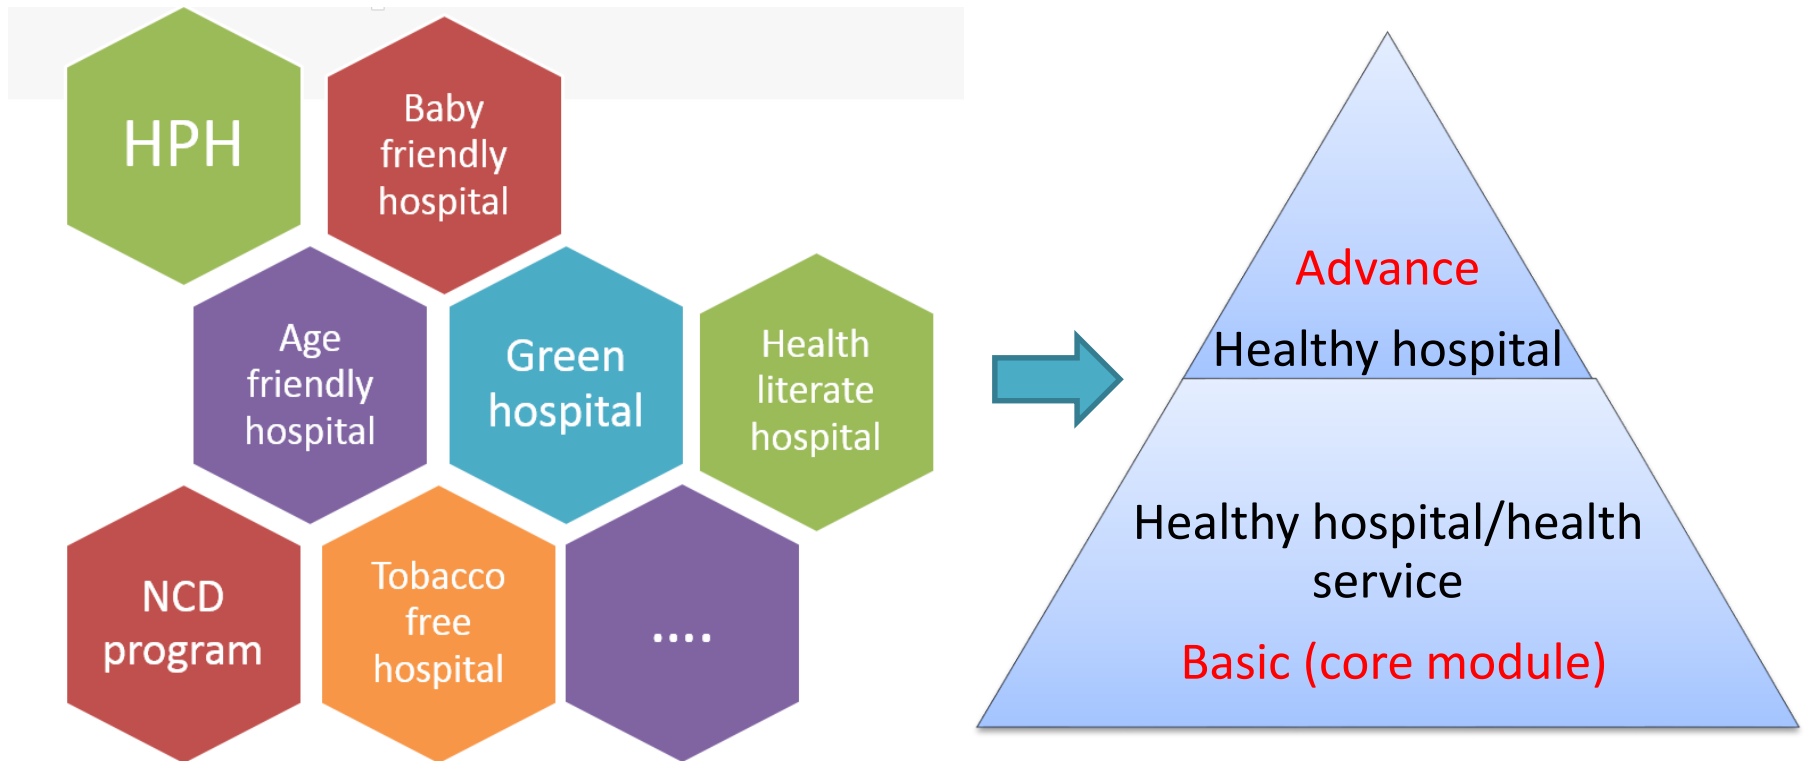 HPH
Baby
friendly
hospital
Age
friendly
hospital
Green
hospital
Health
literate
hospital
NCD
program
Tobacco
free
hospital
....
Advance
Healthy hospital
Healthy hospital/health
service
Basic (core module)